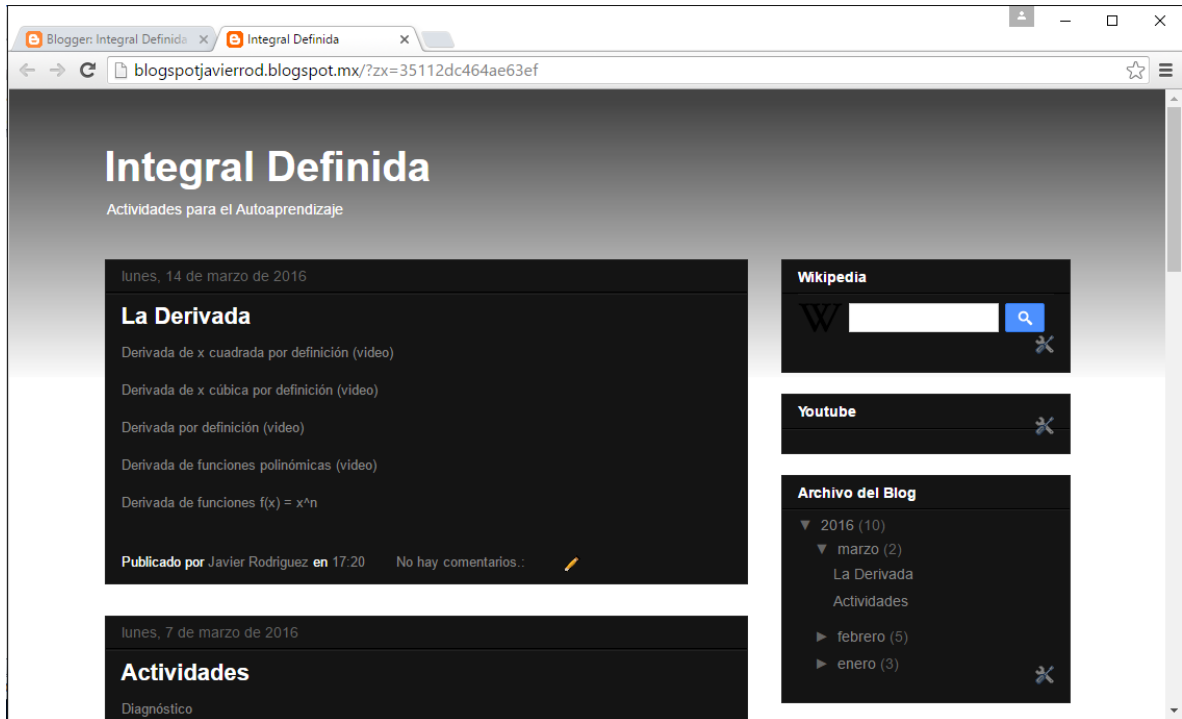 Blogger: Integral Definida
Integral Definida
blogspotjavierrod.blogspot.mx/?zx=35112dc464ae63ef
Integral Definida
Actividades para el Autoaprendizaje
lunes, 14 de marzo de 2016
La Derivada
Derivada de x cuadrada por definición (video)
Derivada de x cúbica por definición (video)
Derivada por definición (video)
Derivada de funciones polinómicas (video)
Derivada de funciones f(x) = x^n
Publicado por Javier Rodriguez en 17:20 No hay comentarios.:
lunes, 7 de marzo de 2016
Actividades
Diagnóstico
Wikipedia
W
Youtube
Archivo del Blog
▼ 2016 (10)
▼ marzo (2)
La Derivada
Actividades
► febrero (5)
► enero (3)